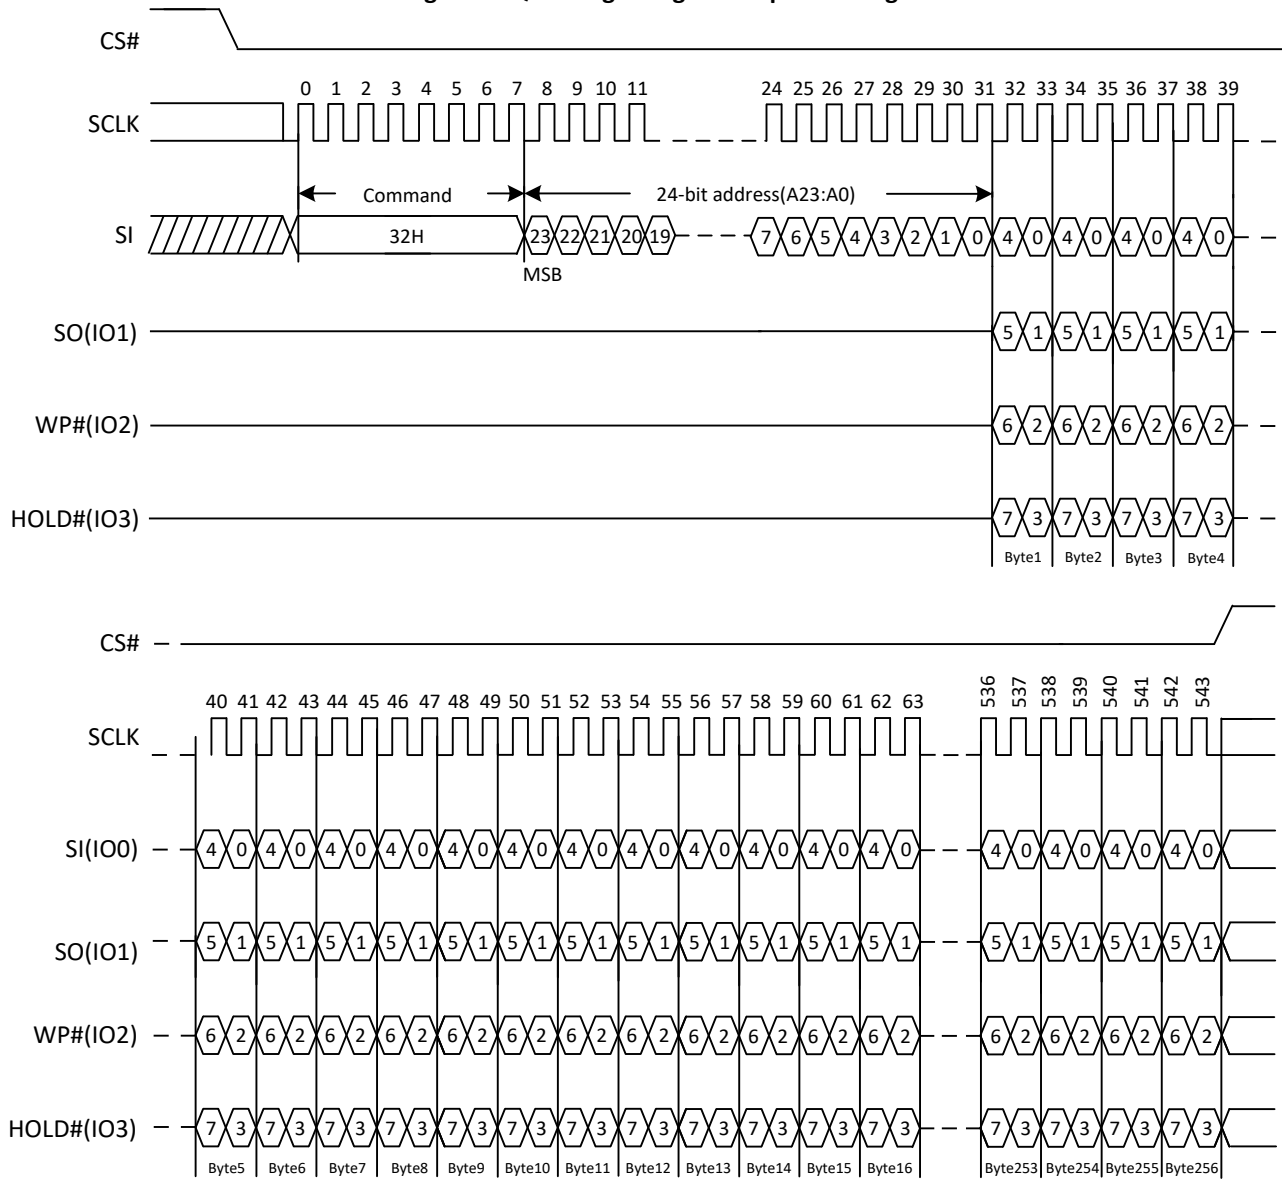 CS#
0 1 2 3 4 5 6 7 8 9 10 11 24 25 26 27 28 29 30 31 32 33 34 35 36 37 38 39
SCLK
Command 24-bit address(A23:A0)
SI 32H 23 22 21 20 19 7 6 5 4 3 2 1 0 4 0 4 0 4 0 4 0
MSB
SO(IO1) 5 1 5 1 5 1 5 1
WP#(IO2) 6 2 6 2 6 2 6 2
HOLD#(IO3) 7 3 7 3 7 3 7 3
Byte1 Byte2 Byte3 Byte4
CS#
40 41 42 43 44 45 46 47 48 49 50 51 52 53 54 55 56 57 58 59 60 61 62 63 536 537 538 539 540 541 542 543
SCLK
SI(IO0) 4 0 4 0 4 0 4 0 4 0 4 0 4 0 4 0 4 0 4 0 4 0 4 0 4 0 4 0 4 0 4 0
SO(IO1) 5 1 5 1 5 1 5 1 5 1 5 1 5 1 5 1 5 1 5 1 5 1 5 1 5 1 5 1 5 1 5 1
WP#(IO2) 6 2 6 2 6 2 6 2 6 2 6 2 6 2 6 2 6 2 6 2 6 2 6 2 6 2 6 2 6 2 6 2
HOLD#(IO3) 7 3 7 3 7 3 7 3 7 3 7 3 7 3 7 3 7 3 7 3 7 3 7 3 7 3 7 3 7 3 7 3
Byte5 Byte6 Byte7 Byte8 Byte9 Byte10 Byte11 Byte12 Byte13 Byte14 Byte15 Byte16 Byte253 Byte254 Byte255 Byte256